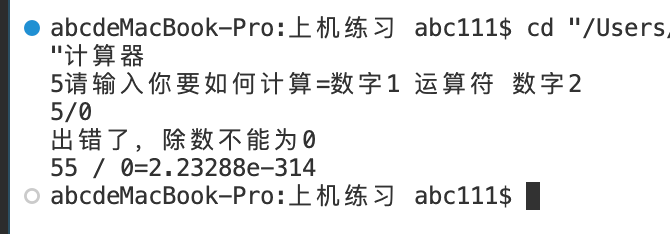 abcdeMacBook-Pro:上机练习 abc111$ cd "/Users/
"计算器
5请输入你要如何计算=数字1 运算符 数字2
5/0
出错了，除数不能为0
55 / 0=2.23288e-314
abcdeMacBook-Pro:上机练习 abc111$